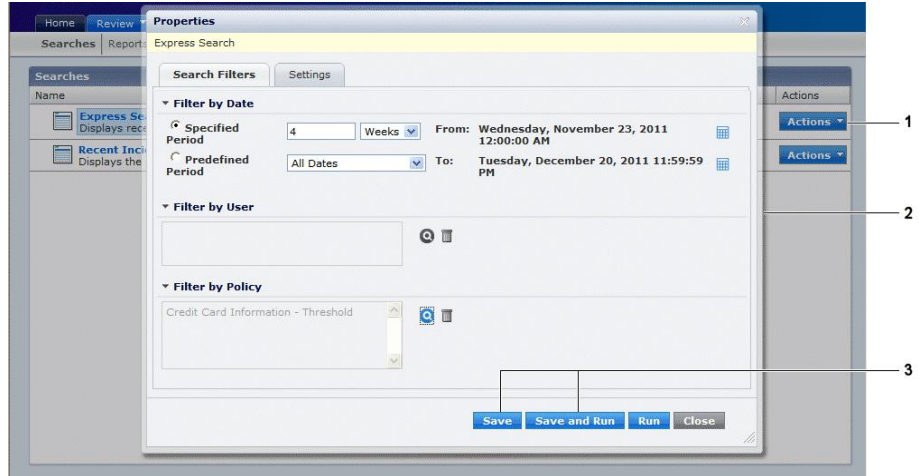 Home Review
Properties
Searches Reports
Express Search
Searches
Search Filters Settings
Name
Actions
Filter by Date
Express Se
Displays rece
Actions
1
Specified Period
4 Weeks
From: Wednesday, November 23, 2011 12:00:00 AM
Recent Inci
Displays the
Actions
Predefined Period
All Dates
To: Tuesday, December 20, 2011 11:59:59 PM
Filter by User
2
Filter by Policy
Credit Card Information - Threshold
3
Save Save and Run Run Close